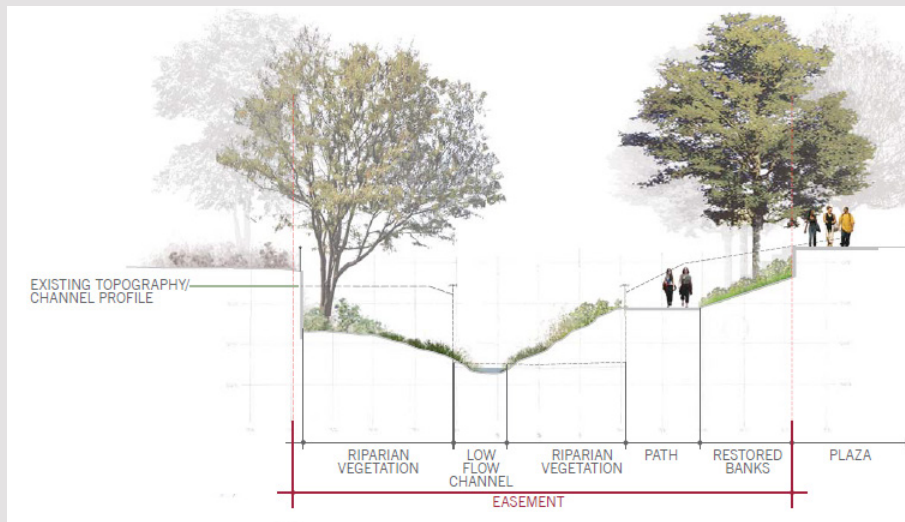 EXISTING TOPOGRAPHY/
CHANNEL PROFILE
RIPARIAN
VEGETATION
LOW
FLOW
CHANNEL
RIPARIAN
VEGETATION
PATH
RESTORED
BANKS
PLAZA
EASEMENT